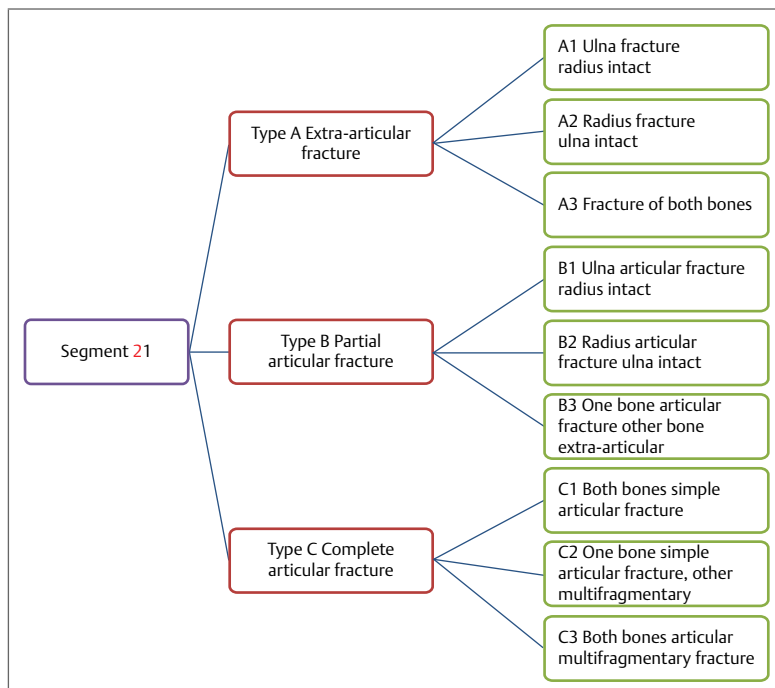 Segment 21
Type A Extra-articular
fracture
A1 Ulna fracture
radius intact
A2 Radius fracture
ulna intact
A3 Fracture of both bones
Type B Partial
articular fracture
B1 Ulna articular fracture
radius intact
B2 Radius articular
fracture ulna intact
B3 One bone articular
fracture other bone
extra-articular
Type C Complete
articular fracture
C1 Both bones simple
articular fracture
C2 One bone simple
articular fracture, other
multifragmentary
C3 Both bones articular
multifragmentary fracture